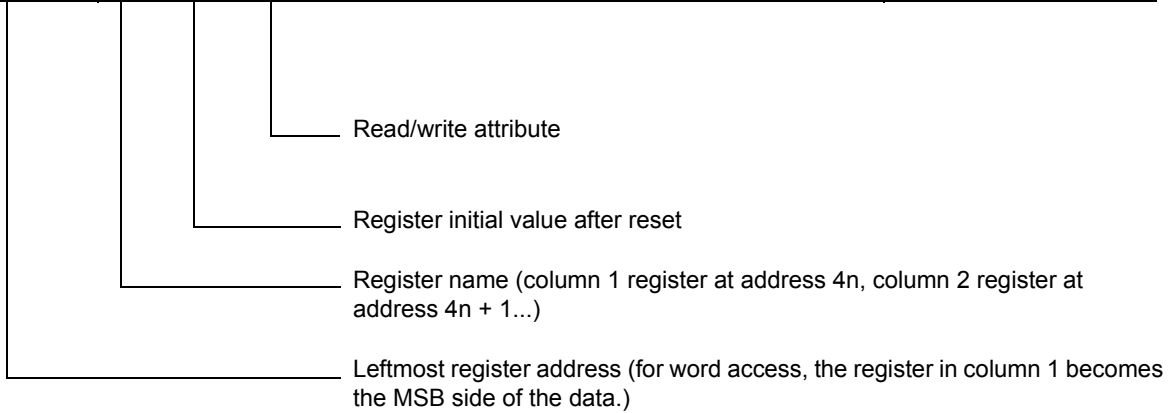 Read/write attribute
Register initial value after reset
Register name (column 1 register at address 4n, column 2 register at
address 4n + 1...)
Leftmost register address (for word access, the register in column 1 becomes
the MSB side of the data.)